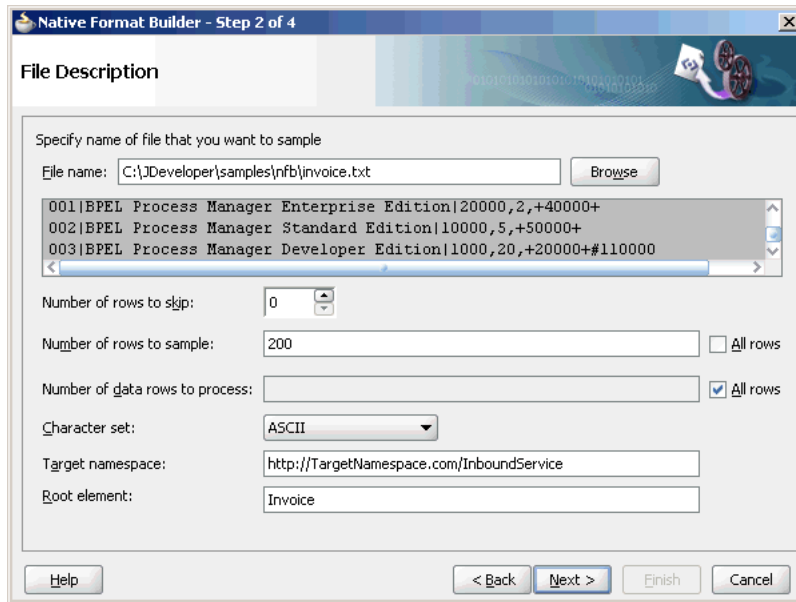 Native Format Builder - Step 2 of 4
File Description
Specify name of file that you want to sample
File name: C:\JDeveloper\samples\nfb\invoice.txt Browse
001|BPEL Process Manager Enterprise Edition|20000,2,+40000+
002|BPEL Process Manager Standard Edition|10000,5,+50000+
003|BPEL Process Manager Developer Edition|1000,20,+20000+#110000
Number of rows to skip: 0
Number of rows to sample: 200 All rows
Number of data rows to process: All rows
Character set: ASCII
Target namespace: http://TargetNamespace.com/InboundService
Root element: Invoice
Help < Back Next > Finish Cancel